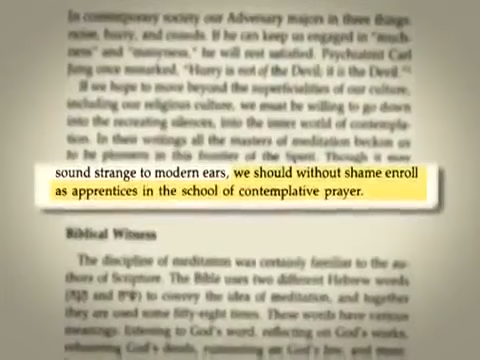 In contemporary society our Adversary majors in three things:
noise, hurry, and crowds. If he can keep us engaged in "much-
ness" and "manyness," he will rest satisfied. Psychiatrist Carl
Jung once remarked, "Hurry is not of the Devil; it is the Devil."
If we hope to move beyond the superficialities of our culture,
including our religious culture, we must be willing to go down
into the recreating silences, into the inner world of contempla-
tion. In their writings all the masters of meditation beckon us
to be pioneers in this frontier of the Spirit. Though it may
sound strange to modern ears, we should without shame enroll
as apprentices in the school of contemplative prayer.
Biblical Witness
The discipline of meditation was certainly familiar to the au-
thors of Scripture. The Bible uses two different Hebrew words
and to convey the idea of meditation, and together
they are used some fifty-eight times. These words have various
meanings: listening to God's word, reflecting on God's works,
rehearsing God's deeds, ruminating on God's law, and more.